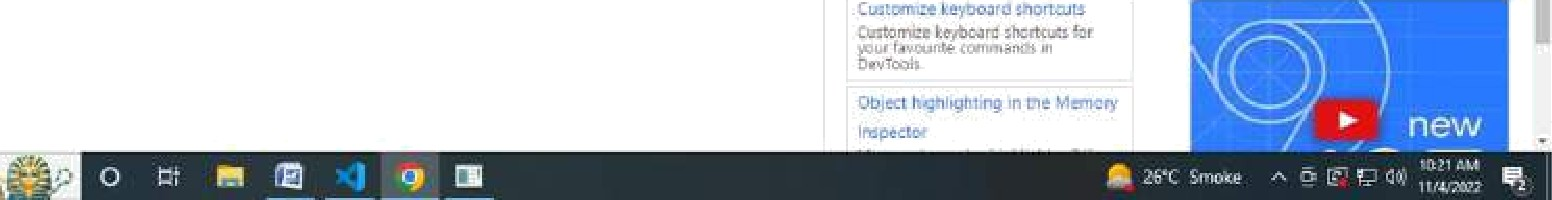 Customize keyboard shortcuts
Customize keyboard shortcuts for
your favourite commands in
DevTools.
Object highlighting in the Memory
Inspector
new
26°C Smoke
10:21 AM
11/4/2022
2